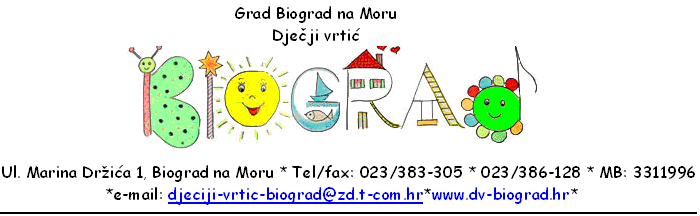 Grad Biograd na Moru
Dječji vrtić
BIOGRAD
Ul. Marina Držića 1, Biograd na Moru * Tel/fax: 023/383-305 * 023/386-128 * MB: 3311996
*e-mail: djeciji-vrtic-biograd@zd.t-com.hr*www.dv-biograd.hr*